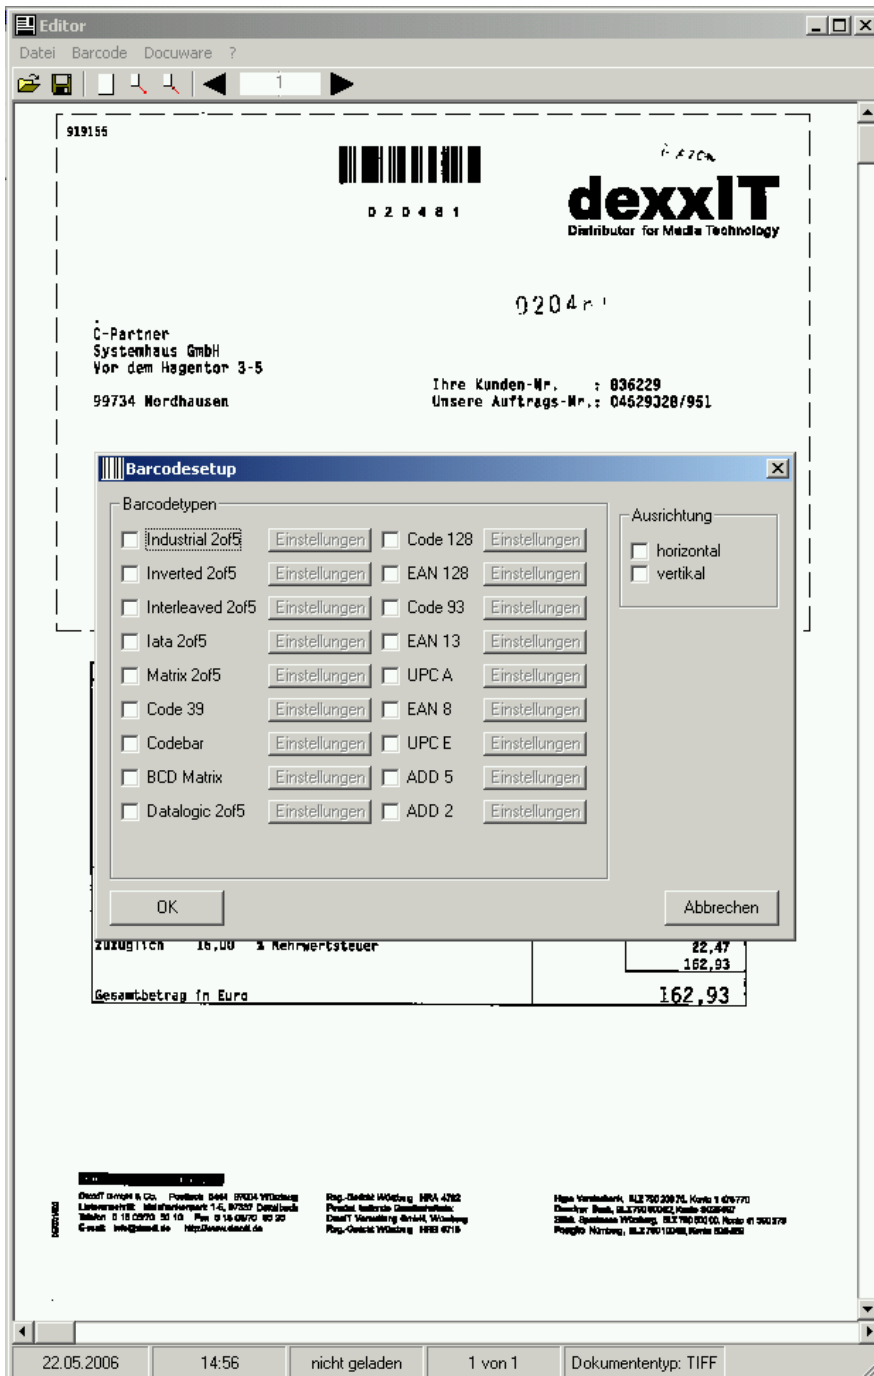 Editor
Datei Barcode Docuware ?
1
919155
020481
dexxIT
Distributor for Media Technology
C-Partner
Systemhaus GmbH
Vor dem Hagentor 3-5
99734 Nordhausen
Ihre Kunden-Nr. : 836229
Unsere Auftrags-Nr.: 04529328/951
Barcodesetup
Barcodetypen
Ausrichtung
Industrial 2of5 Einstellungen Code 128 Einstellungen
horizontal
Inverted 2of5 Einstellungen EAN 128 Einstellungen
vertikal
Interleaved 2of5 Einstellungen Code 93 Einstellungen
Iata 2of5 Einstellungen EAN 13 Einstellungen
Matrix 2of5 Einstellungen UPC A Einstellungen
Code 39 Einstellungen EAN 8 Einstellungen
Codebar Einstellungen UPC E Einstellungen
BCD Matrix Einstellungen ADD 5 Einstellungen
Datalogic 2of5 Einstellungen ADD 2 Einstellungen
OK Abbrechen
zuzüglich 16,00 % Mehrwertsteuer 22,47
162,93
Gesamtbetrag in Euro 162,93
22.05.2006 14:56 nicht geladen 1 von 1 Dokumententyp: TIFF